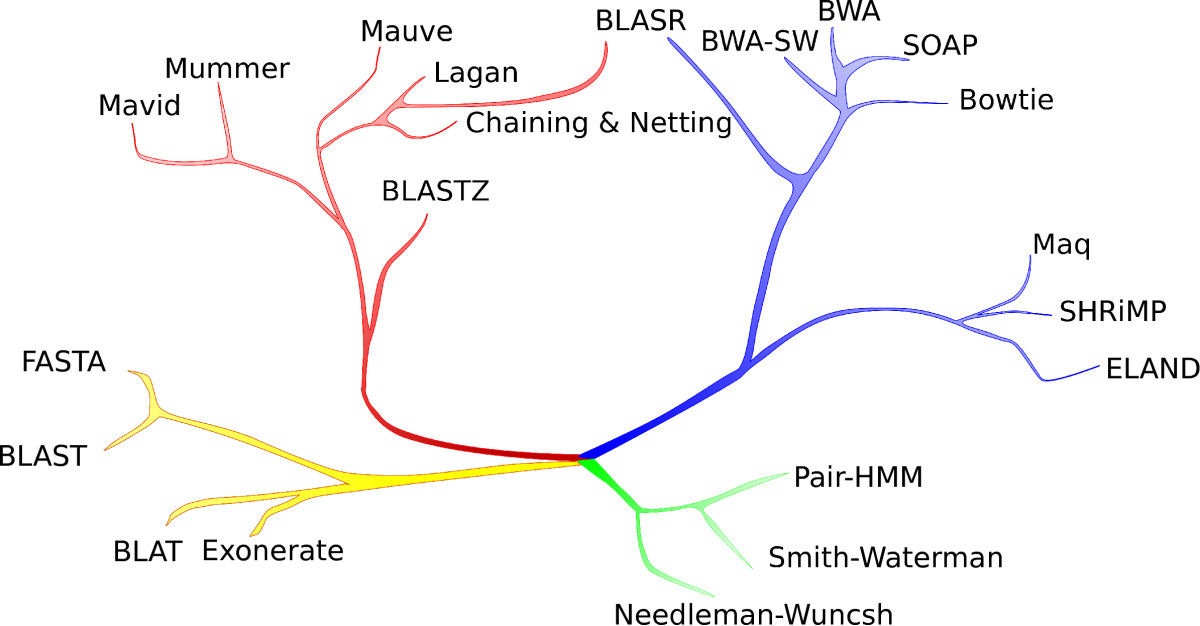 BWA
BLASR
Mauve
BWA-SW
SOAP
Mummer
Lagan
Mavid
Bowtie
Chaining & Netting
BLASTZ
Maq
SHRiMP
FASTA
ELAND
BLAST
Pair-HMM
BLAT
Exonerate
Smith-Waterman
Needleman-Wuncsh